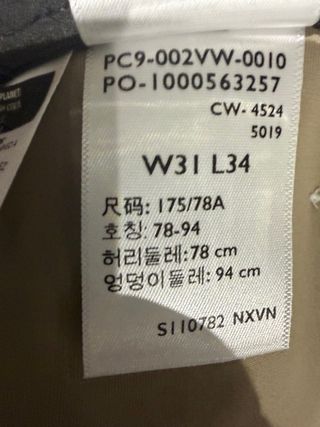 PC9-002VW-0010
PO-1000563257
CW- 4524
5019
W31 L34
尺码: 175/78A
호칭: 78-94
허리둘레: 78 cm
엉덩이둘레: 94 cm
S110782 NXVN
PLANET